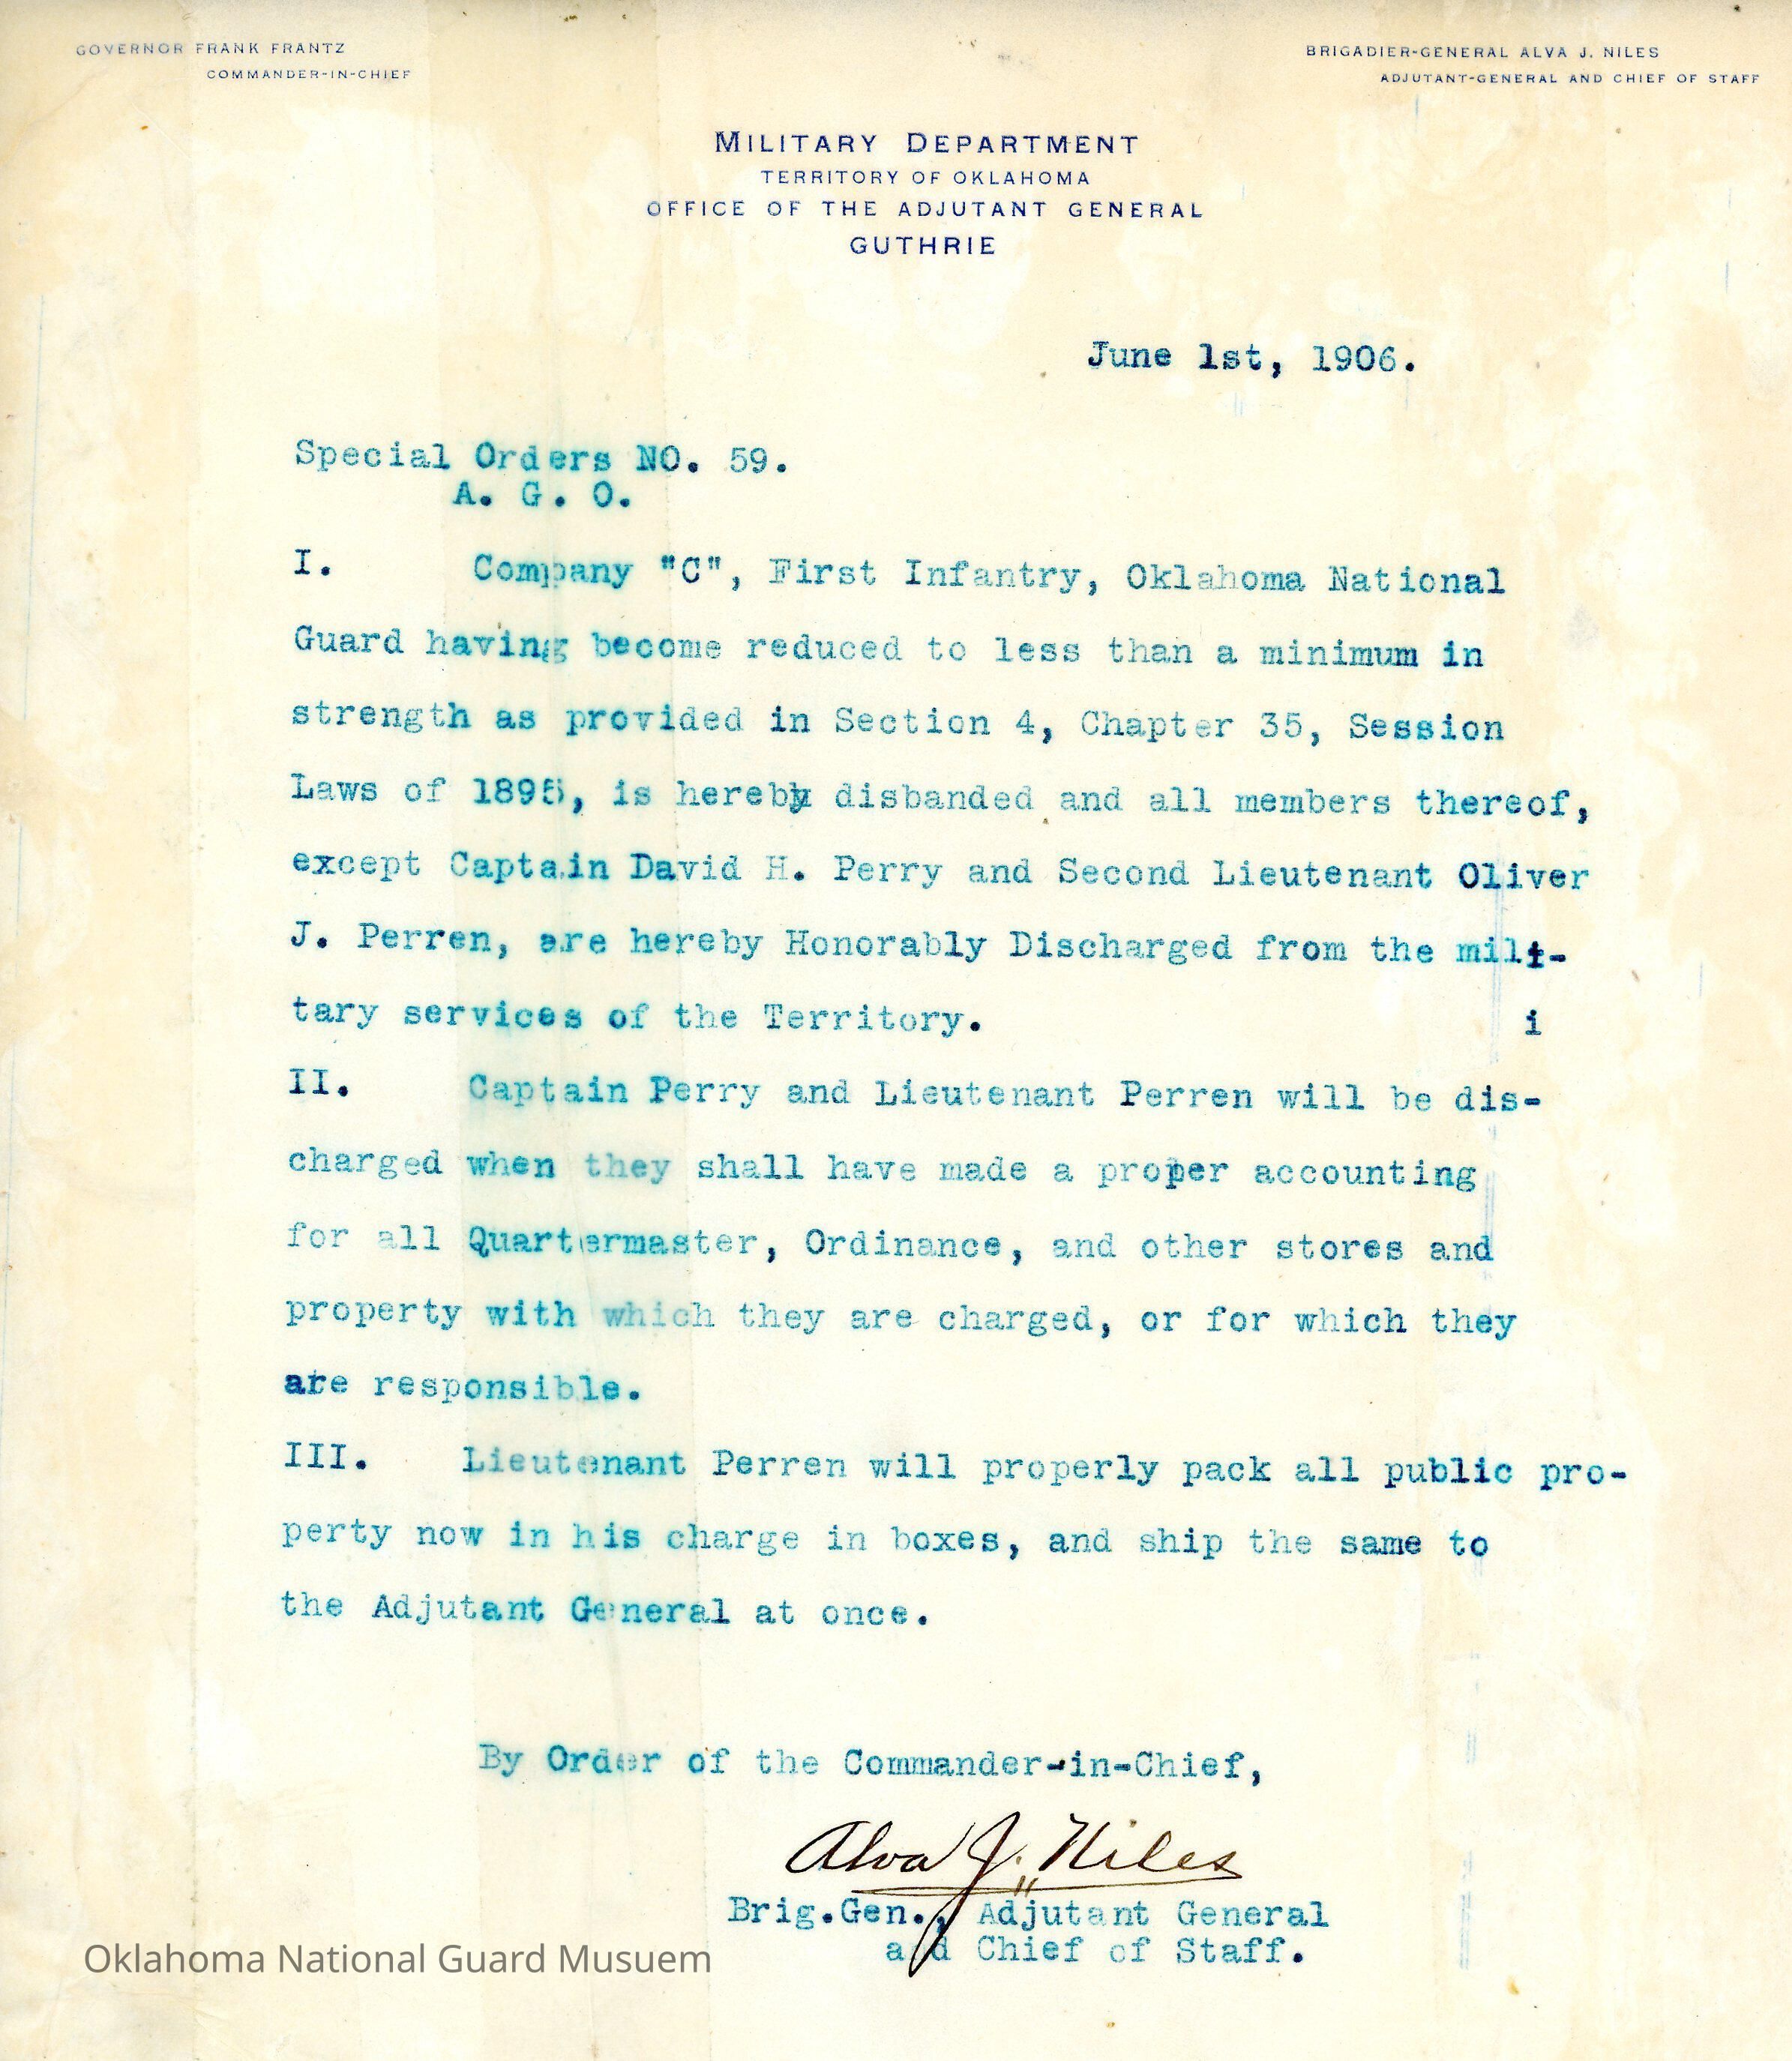 GOVERNOR FRANK FRANTZ
COMMANDER-IN-CHIEF
BRIGADIER-GENERAL ALVA J. NILES
ADJUTANT-GENERAL AND CHIEF OF STAFF
MILITARY DEPARTMENT
TERRITORY OF OKLAHOMA
OFFICE OF THE ADJUTANT GENERAL
GUTHRIE
June 1st, 1906.
Special Orders NO. 59.
A. G. O.
I. Company "C", First Infantry, Oklahoma National
Guard having become reduced to less than a minimum in
strength as provided in Section 4, Chapter 35, Session
Laws of 1895, is hereby disbanded and all members thereof,
except Captain David H. Perry and Second Lieutenant Oliver
J. Perren, are hereby Honorably Discharged from the mili-
tary services of the Territory. i
II. Captain Perry and Lieutenant Perren will be dis-
charged when they shall have made a proper accounting
for all Quartermaster, Ordinance, and other stores and
property with which they are charged, or for which they
are responsible.
III. Lieutenant Perren will properly pack all public pro-
perty now in his charge in boxes, and ship the same to
the Adjutant General at once.
By Order of the Commander-in-Chief,
Alva J. Niles
Brig.Gen., Adjutant General
and Chief of Staff.
Oklahoma National Guard Musuem